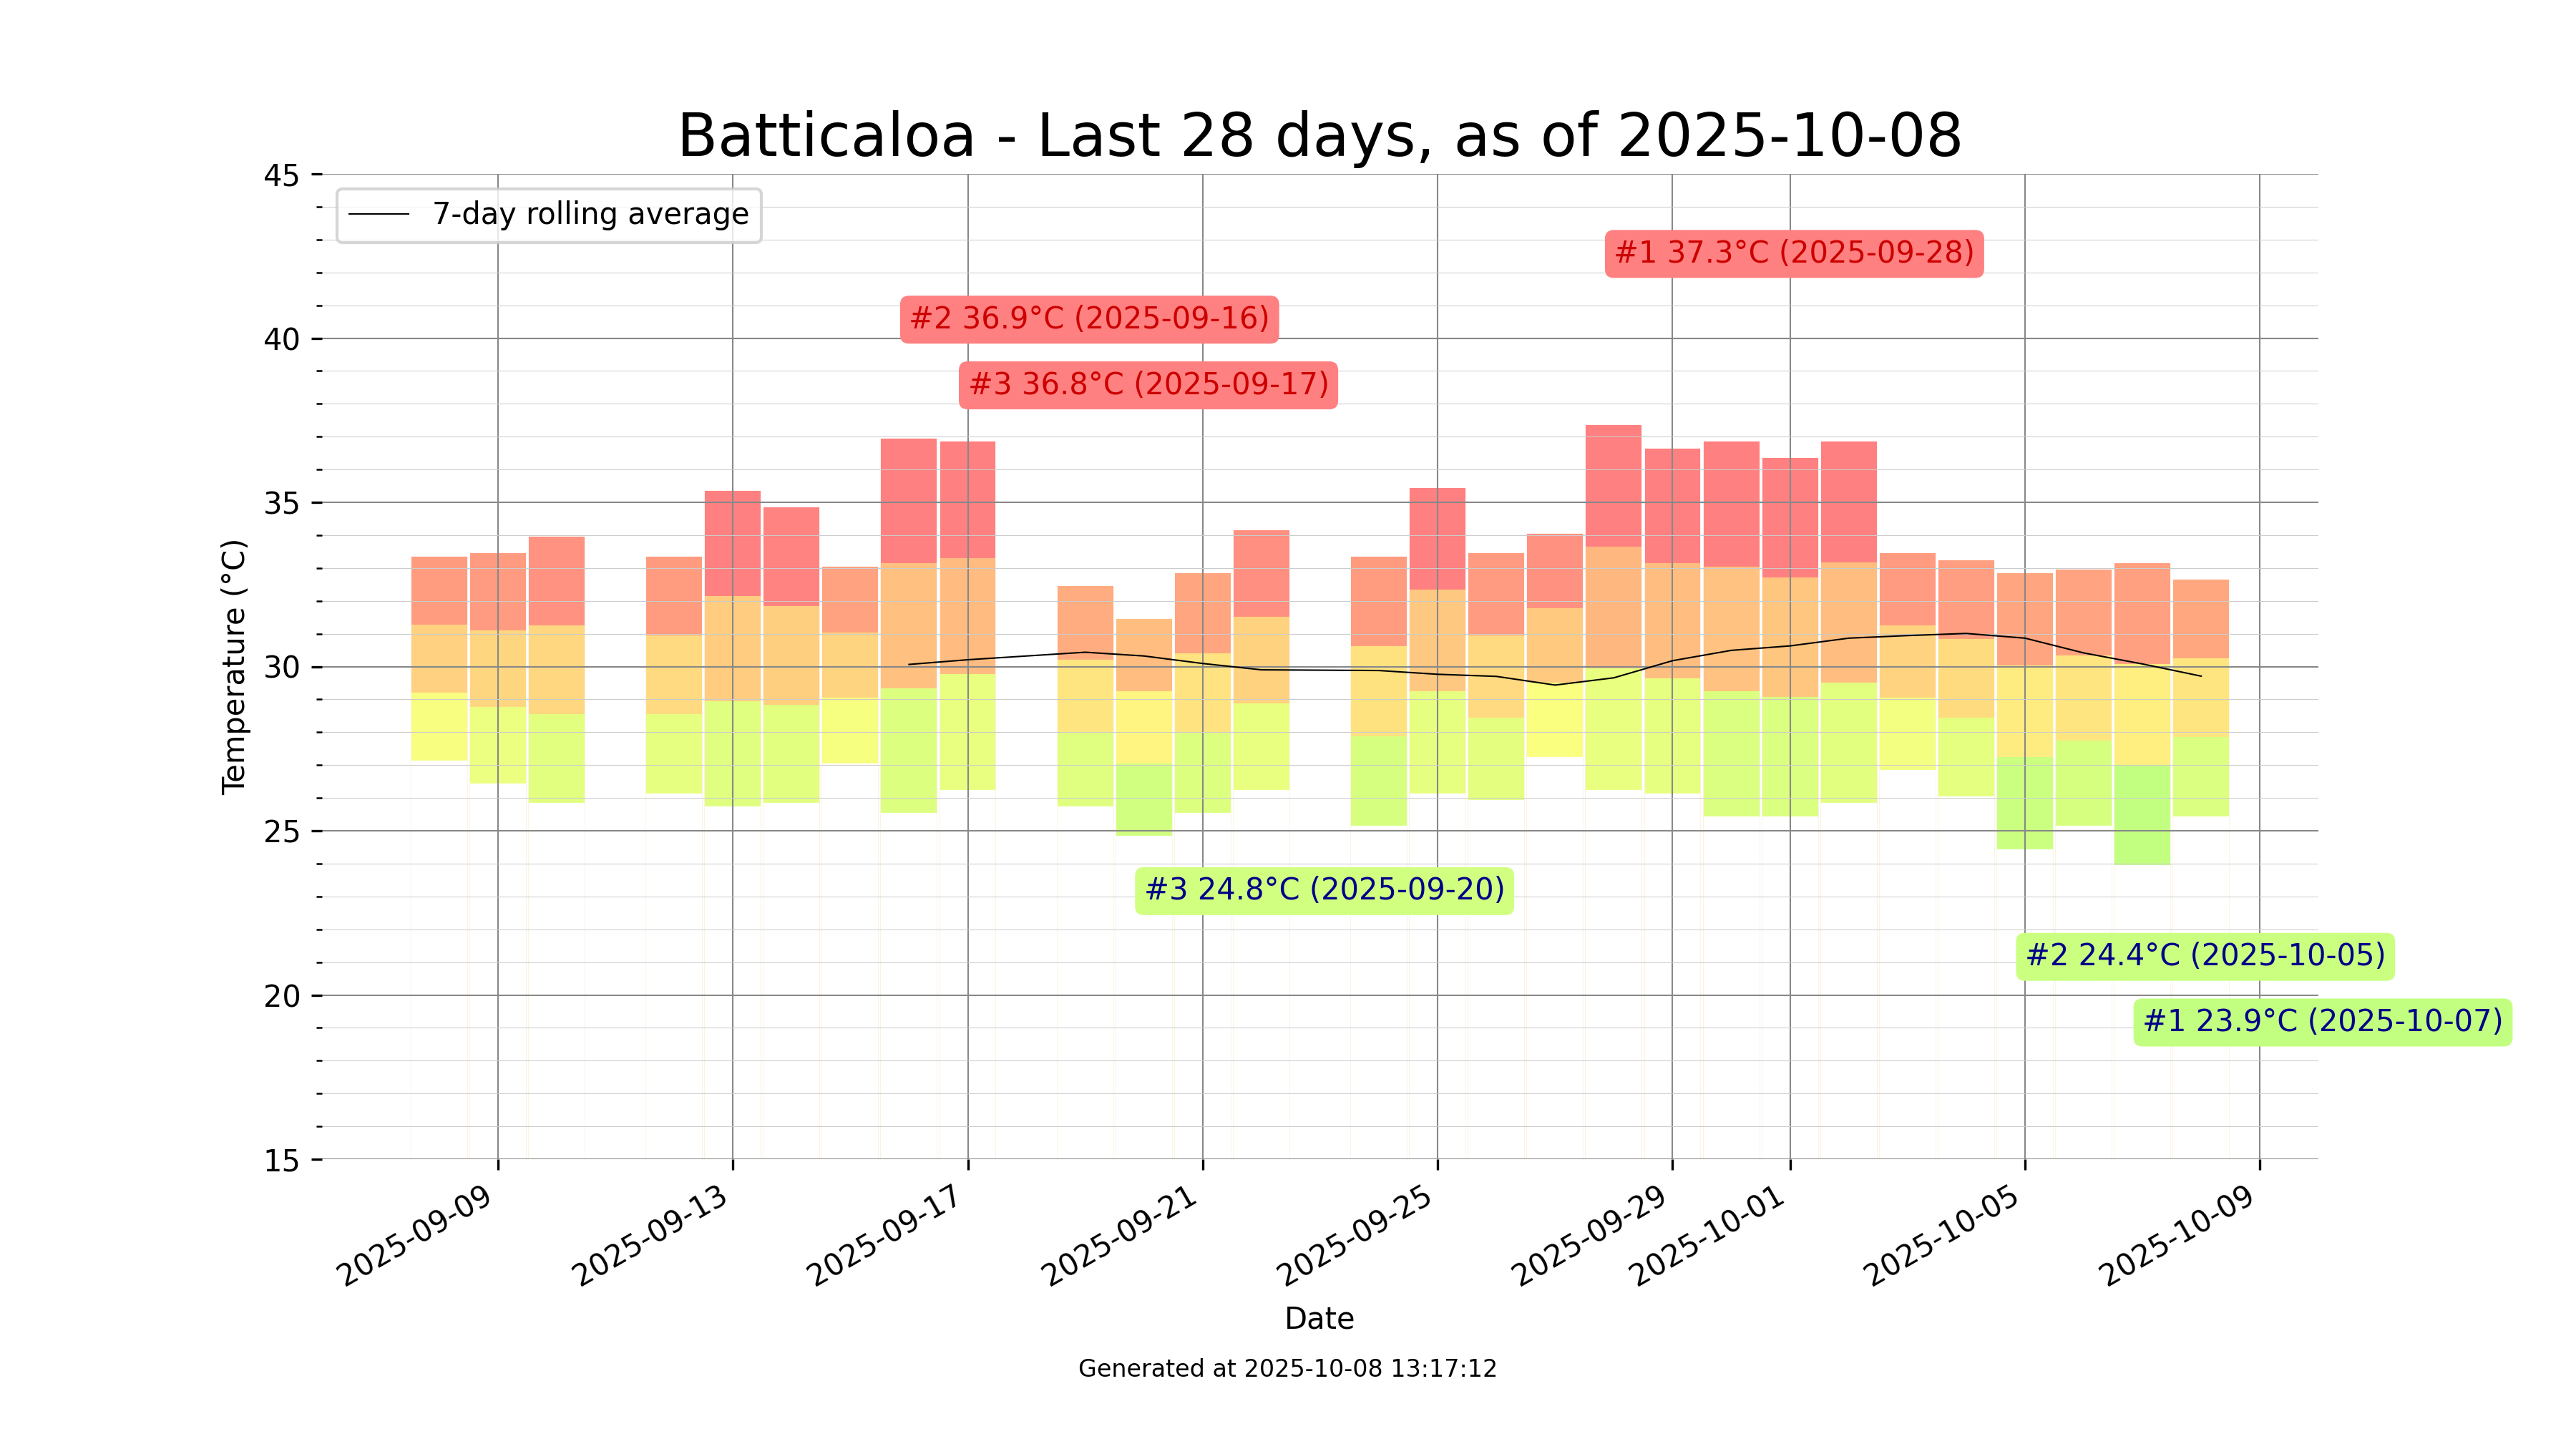 Batticaloa - Last 28 days, as of 2025-10-08
45
7-day rolling average
#1 37.3°C (2025-09-28)
#2 36.9°C (2025-09-16)
40
#3 36.8°C (2025-09-17)
35
Temperature (°C)
30
25
#3 24.8°C (2025-09-20)
#2 24.4°C (2025-10-05)
20
#1 23.9°C (2025-10-07)
15
2025-09-09
2025-09-13
2025-09-17
2025-09-21
2025-09-25
2025-09-29
2025-10-01
2025-10-05
2025-10-09
Date
Generated at 2025-10-08 13:17:12